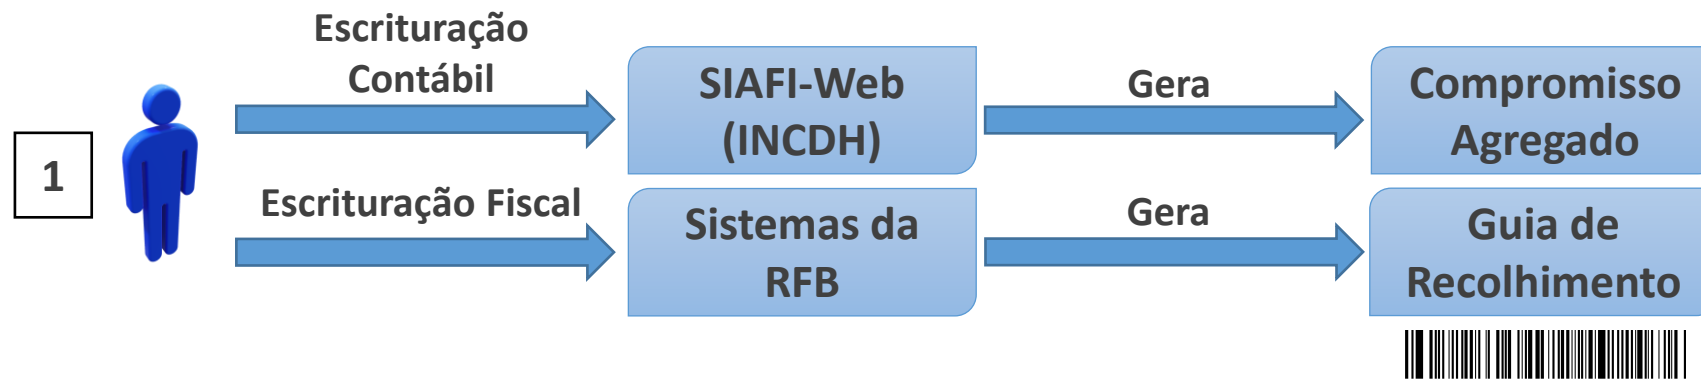 1
Escrituração
Contábil
SIAFI-Web
(INCDH)
Gera
Compromisso
Agregado
Escrituração Fiscal
Sistemas da
RFB
Gera
Guia de
Recolhimento